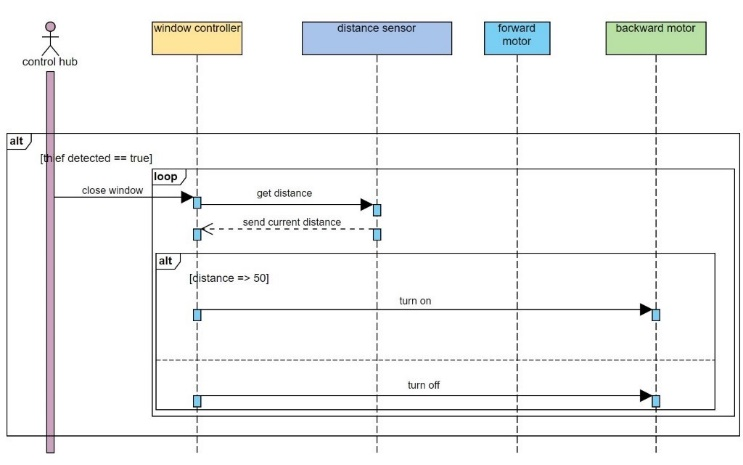 window controller
distance sensor
forward
motor
backward motor
control hub
alt
[thief detected == true]
loop
close window
get distance
send current distance
alt
[distance => 50]
turn on
turn off